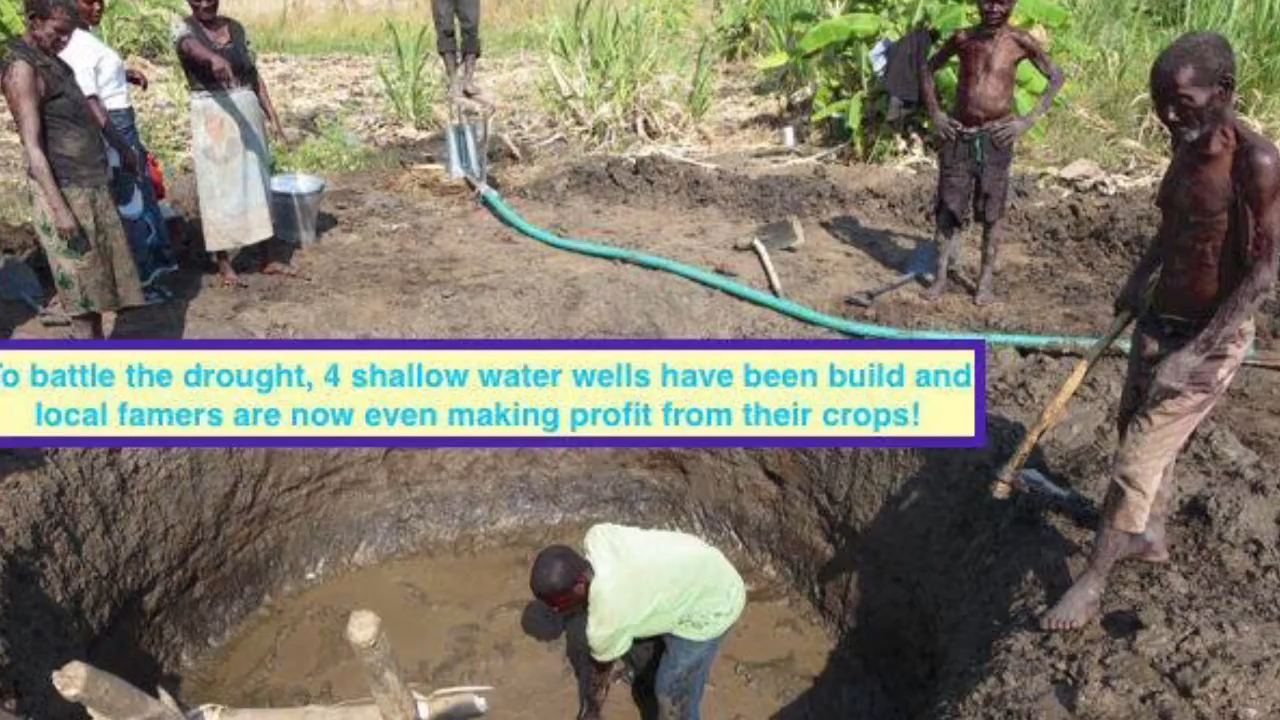 To battle the drought, 4 shallow water wells have been build and
local famers are now even making profit from their crops!